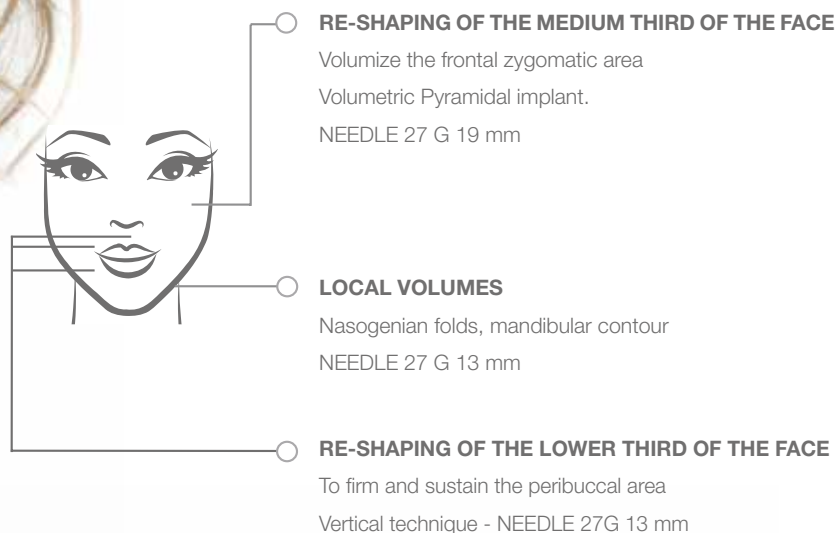 RE-SHAPING OF THE MEDIUM THIRD OF THE FACE
Volumize the frontal zygomatic area
Volumetric Pyramidal implant.
NEEDLE 27 G 19 mm
LOCAL VOLUMES
Nasogenian folds, mandibular contour
NEEDLE 27 G 13 mm
RE-SHAPING OF THE LOWER THIRD OF THE FACE
To firm and sustain the peribuccal area
Vertical technique - NEEDLE 27G 13 mm